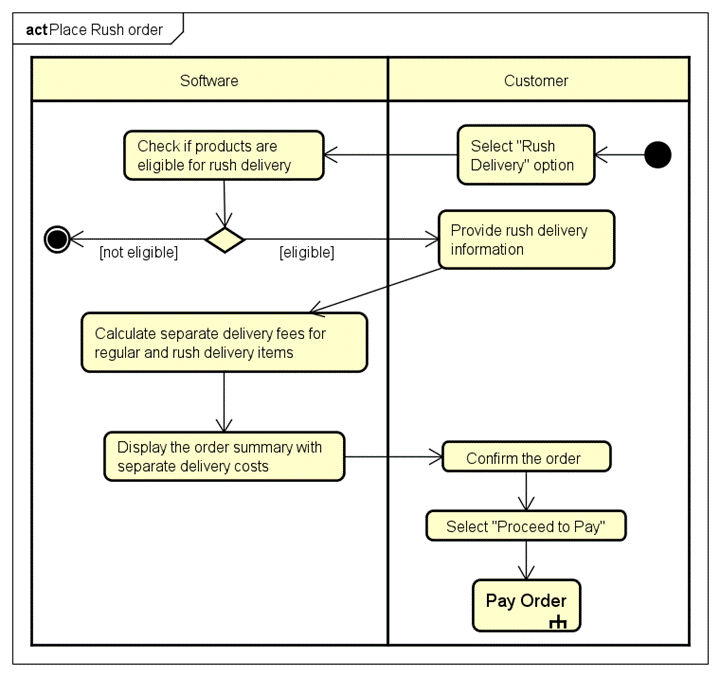 act Place Rush order
Software
Customer
Check if products are
eligible for rush delivery
Select "Rush
Delivery" option
[not eligible]
[eligible]
Provide rush delivery
information
Calculate separate delivery fees for
regular and rush delivery items
Display the order summary with
separate delivery costs
Confirm the order
Select "Proceed to Pay"
Pay Order